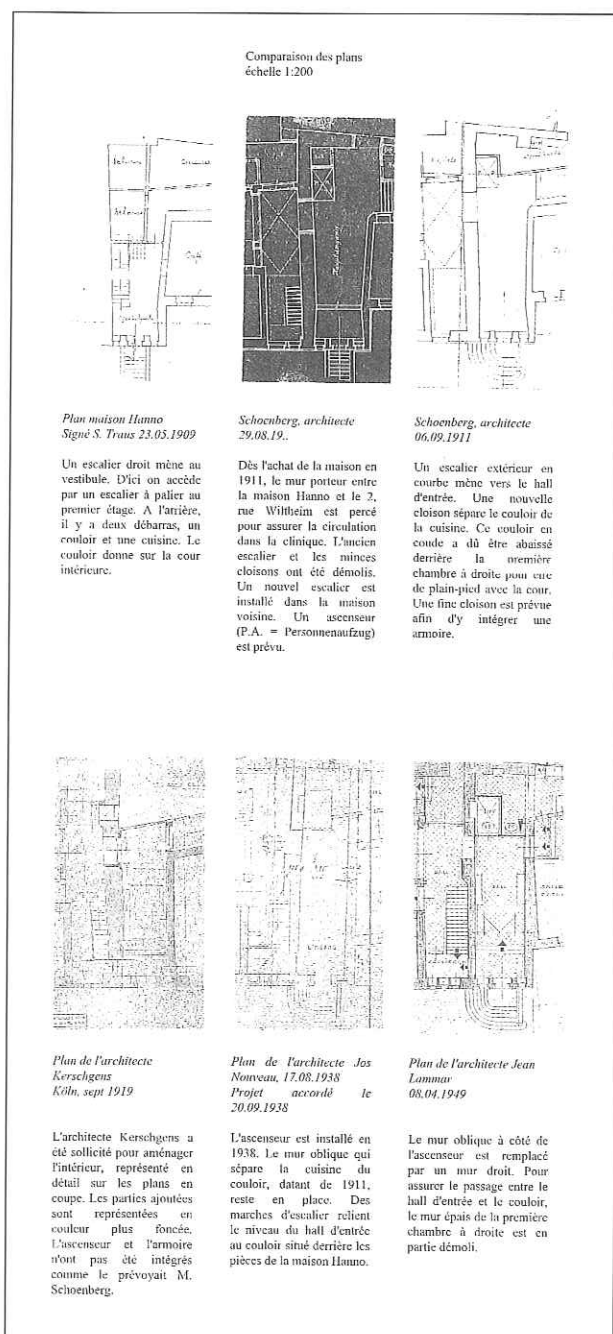 Comparaison des plans
échelle 1:200
Plan maison Hanno
Signé S. Traus 23.05.1909
Un escalier droit mène au
vestibule. D'ici on accède
par un escalier à palier au
premier étage. A l'arrière,
il y a deux débarras, un
couloir et une cuisine. Le
couloir donne sur la cour
intérieure.
Schoenberg, architecte
29.08.19..
Dès l'achat de la maison en
1911, le mur porteur entre
la maison Hanno et le 2,
rue Wiltheim est percé
pour assurer la circulation
dans la clinique. L'ancien
escalier et les minces
cloisons ont été démolis.
Un nouvel escalier est
installé dans la maison
voisine. Un ascenseur
(P.A. = Personnenaufzug)
est prévu.
Schoenberg, architecte
06.09.1911
Un escalier extérieur en
courbe mène vers le hall
d'entrée. Une nouvelle
cloison sépare le couloir de
la cuisine. Ce couloir en
coude a dû être abaissé
derrière la première
chambre à droite pour être
de plain-pied avec la cour.
Une fine cloison est prévue
afin d'y intégrer une
armoire.
Plan de l'architecte
Kerschgens
Köln, sept 1919
L'architecte Kerschgens a
été sollicité pour aménager
l'intérieur, représenté en
détail sur les plans en
coupe. Les parties ajoutées
sont représentées en
couleur plus foncée.
L'ascenseur et l'armoire
n'ont pas été intégrés
comme le prévoyait M.
Schoenberg.
Plan de l'architecte Jos
Nouveau, 17.08.1938
Projet accordé le
20.09.1938
L'ascenseur est installé en
1938. Le mur oblique qui
sépare la cuisine du
couloir, datant de 1911,
reste en place. Des
marches d'escalier relient
le niveau du hall d'entrée
au couloir situé derrière les
pièces de la maison Hanno.
Plan de l'architecte Jean
Lammar
08.04.1949
Le mur oblique à côté de
l'ascenseur est remplacé
par un mur droit. Pour
assurer le passage entre le
hall d'entrée et le couloir,
le mur épais de la première
chambre à droite est en
partie démoli.